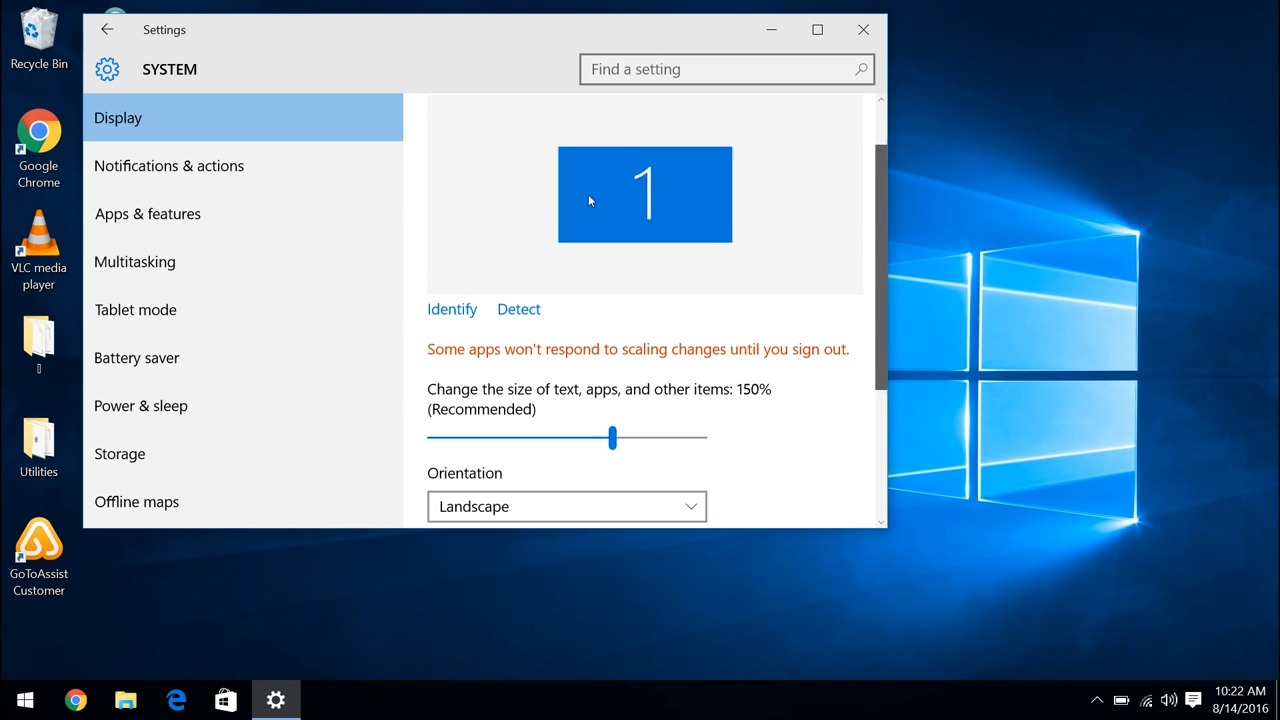 Recycle Bin
Google
Chrome
VLC media
player
Utilities
GoToAssist
Customer
Settings
SYSTEM
Find a setting
Display
Notifications & actions
Apps & features
Multitasking
Tablet mode
Battery saver
Power & sleep
Storage
Offline maps
1
Identify Detect
Some apps won't respond to scaling changes until you sign out.
Change the size of text, apps, and other items: 150%
(Recommended)
Orientation
Landscape
10:22 AM
8/14/2016